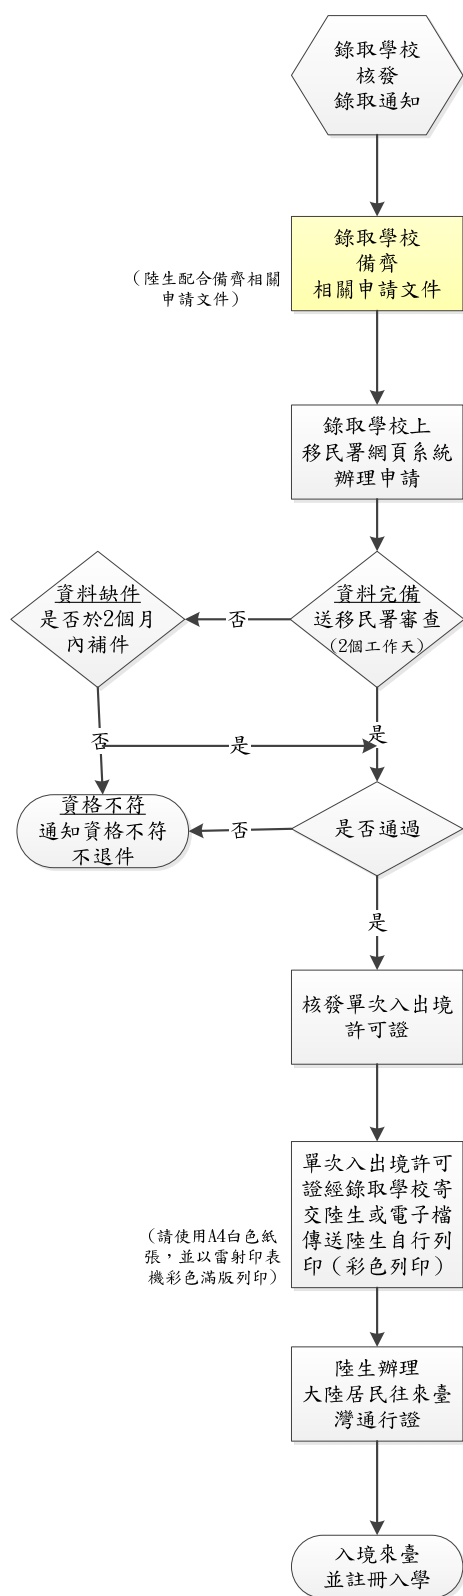 錄取學校
核發
錄取通知
錄取學校
備齊
相關申請文件
（陸生配合備齊相關
申請文件）
錄取學校上
移民署網頁系統
辦理申請
資料缺件
是否於2個月
內補件
否
資料完備
送移民署審查
(2個工作天)
否
是
是
資格不符
通知資格不符
不退件
否
是否通過
是
核發單次入出境
許可證
單次入出境許可
證經錄取學校寄
交陸生或電子檔
傳送陸生自行列
印（彩色列印）
（請使用A4白色紙
張，並以雷射印表
機彩色滿版列印）
陸生辦理
大陸居民往來臺
灣通行證
入境來臺
並註冊入學